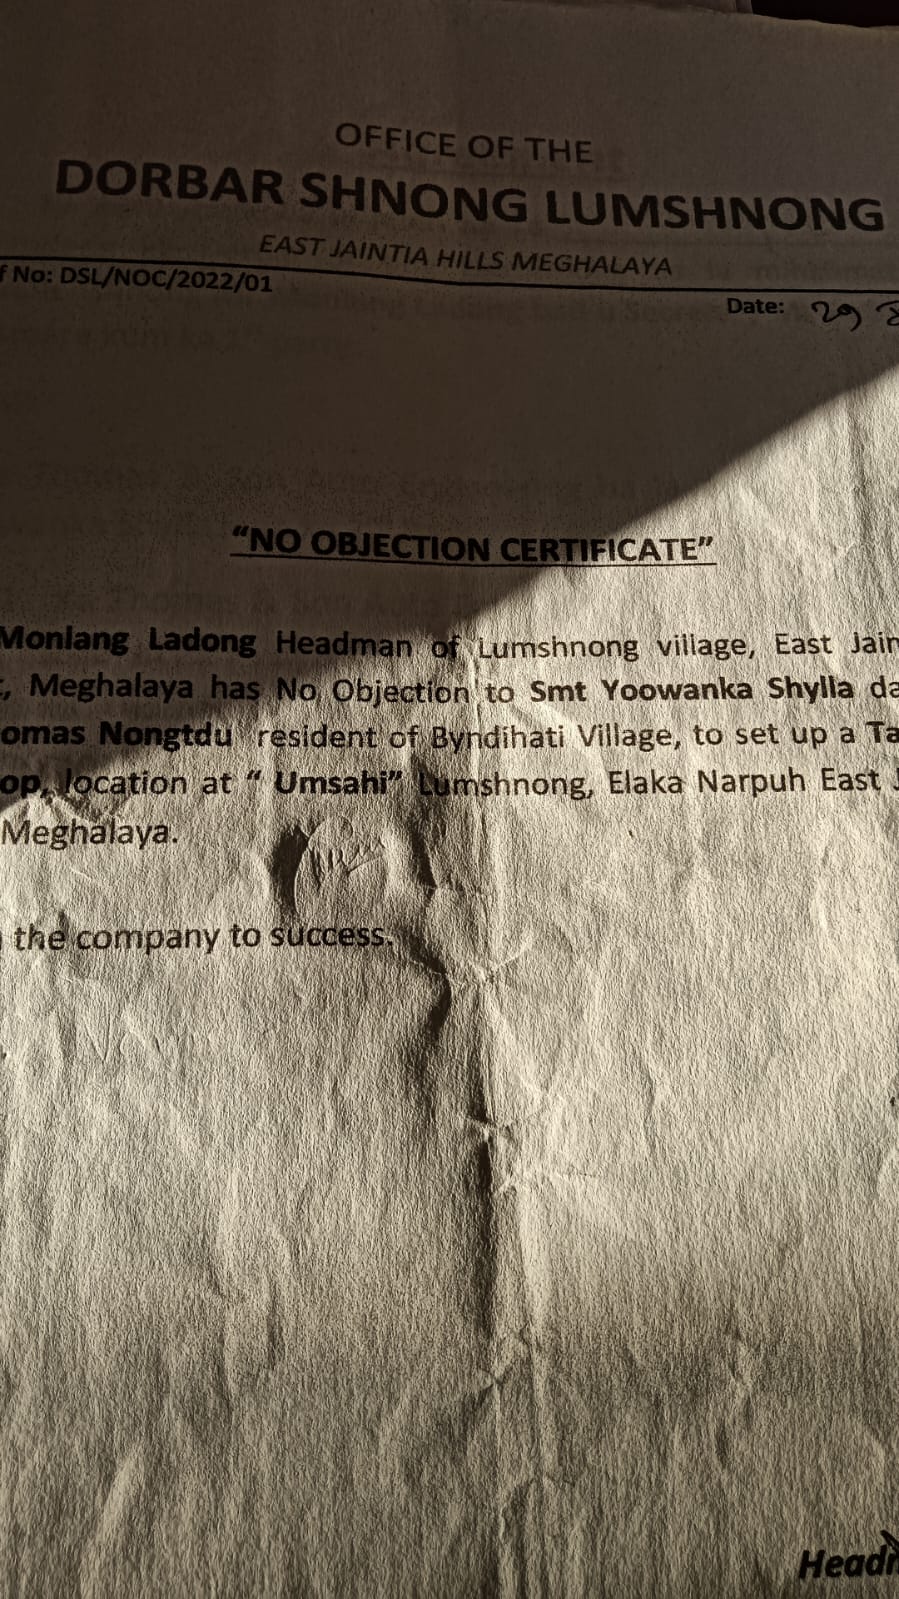 OFFICE OF THE
DORBAR SHNONG LUMSHNONG
EAST JAINTIA HILLS MEGHALAYA
f No: DSL/NOC/2022/01
Date: 29
"NO OBJECTION CERTIFICATE"
Monlang Ladong Headman of Lumshnong village, East Jain
, Meghalaya has No Objection to Smt Yoowanka Shylla da
omas Nongtdu resident of Byndihati Village, to set up a Ta
op, location at " Umsahi" Lumshnong, Elaka Narpuh East J
Meghalaya.
the company to success.
Headm